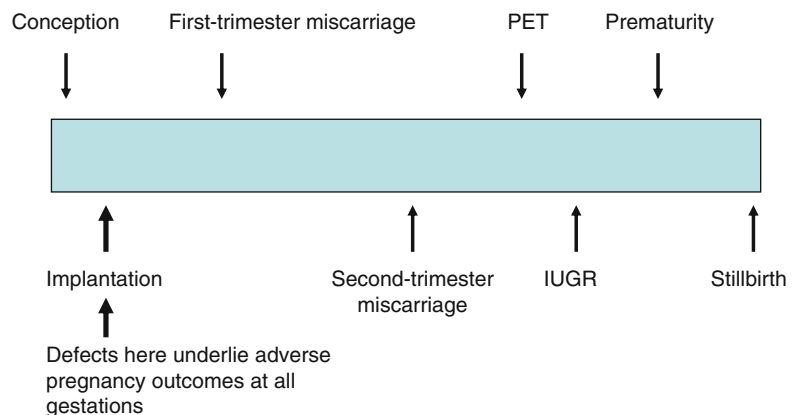 Conception
First-trimester miscarriage
PET
Prematurity
Implantation
Second-trimester
miscarriage
IUGR
Stillbirth
Defects here underlie adverse
pregnancy outcomes at all
gestations